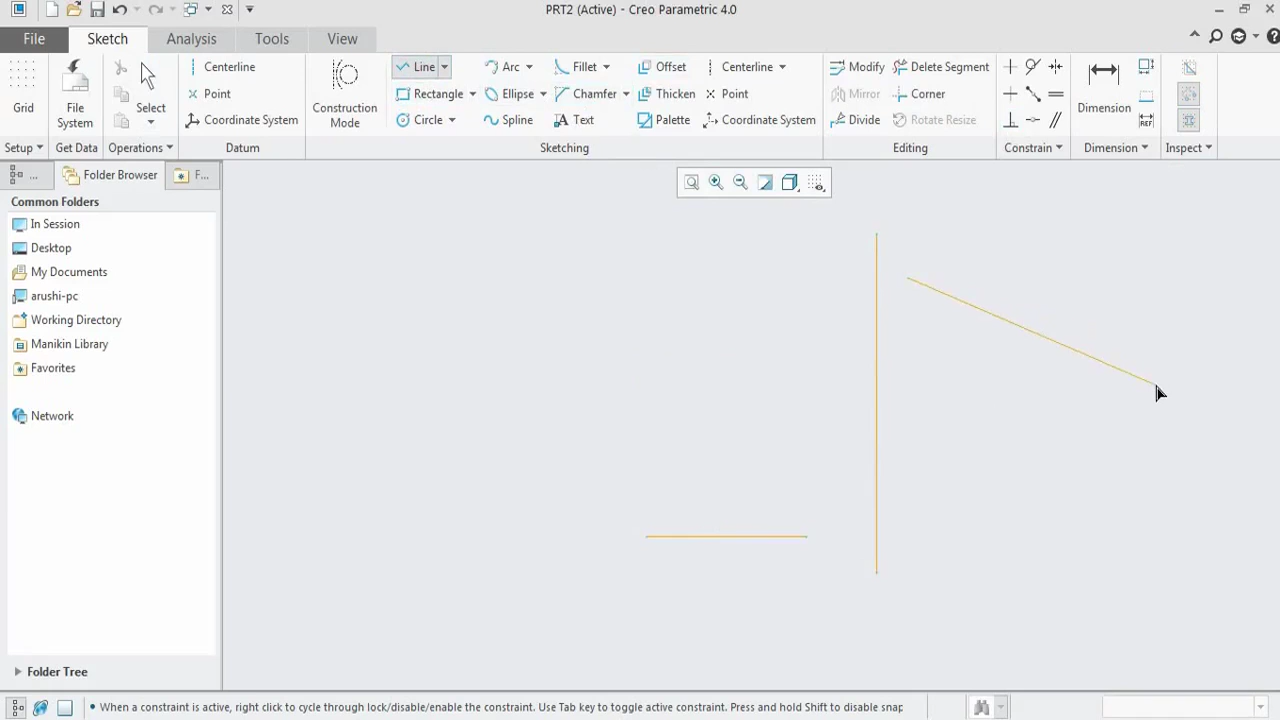 PRT2 (Active) - Creo Parametric 4.0
File Sketch Analysis Tools View
Grid
File System
Select
Centerline
Point
Coordinate System
Construction Mode
Line Arc Fillet Offset Centerline
Rectangle Ellipse Chamfer Thicken Point
Circle Spline Text Palette Coordinate System
Modify Delete Segment
Mirror Corner
Divide Rotate Resize
Dimension
Setup Get Data Operations Datum Sketching Editing Constrain Dimension Inspect
... Folder Browser F...
Common Folders
In Session
Desktop
My Documents
arushi-pc
Working Directory
Manikin Library
Favorites
Network
Folder Tree
• When a constraint is active, right click to cycle through lock/disable/enable the constraint. Use Tab key to toggle active constraint. Press and hold Shift to disable snap